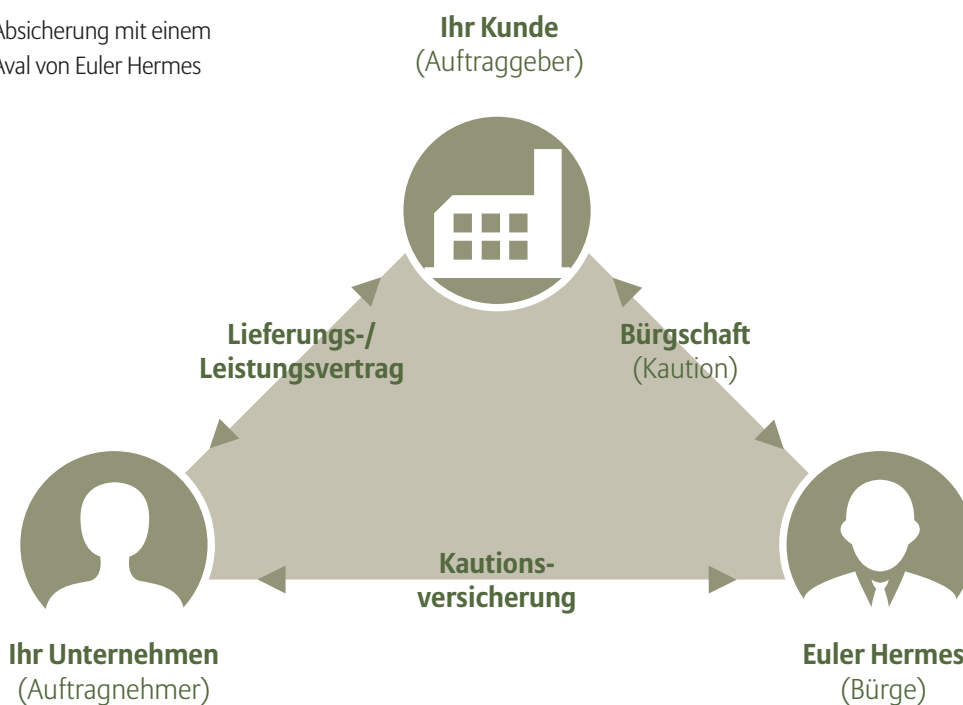 Absicherung mit einem
Aval von Euler Hermes
Ihr Kunde
(Auftraggeber)
Lieferungs-/
Leistungsvertrag
Bürgschaft
(Kaution)
Kautions-
versicherung
Ihr Unternehmen
(Auftragnehmer)
Euler Hermes
(Bürge)